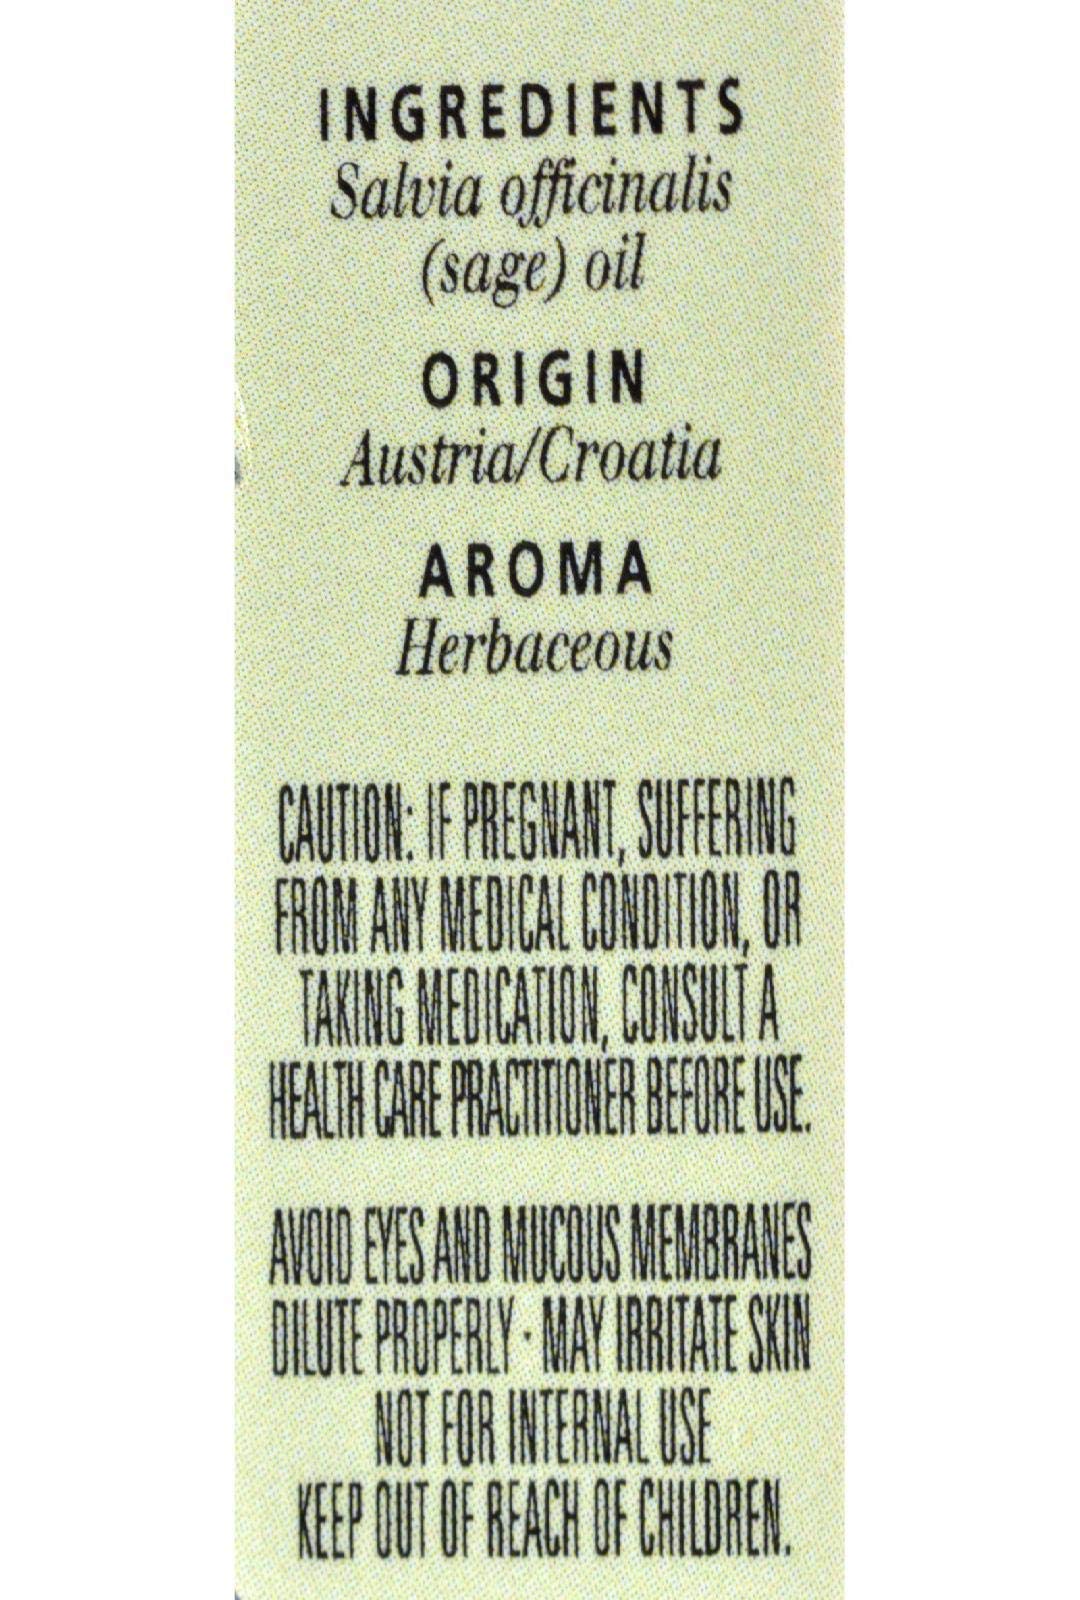 INGREDIENTS
Salvia officinalis
(sage) oil
ORIGIN
Austria/Croatia
AROMA
Herbaceous
CAUTION: IF PREGNANT, SUFFERING
FROM ANY MEDICAL CONDITION, OR
TAKING MEDICATION, CONSULT A
HEALTH CARE PRACTITIONER BEFORE USE.
AVOID EYES AND MUCOUS MEMBRANES
DILUTE PROPERLY · MAY IRRITATE SKIN
NOT FOR INTERNAL USE
KEEP OUT OF REACH OF CHILDREN.